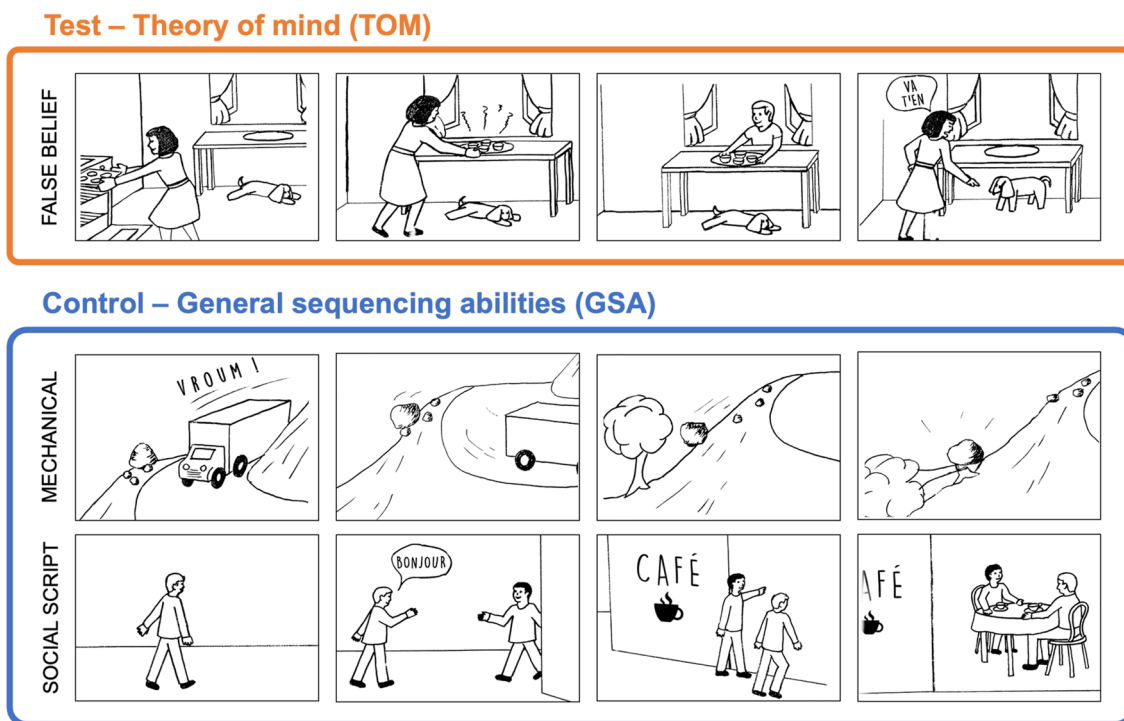 Test – Theory of mind (TOM)
FALSE BELIEF
VA
T'EN
Control – General sequencing abilities (GSA)
MECHANICAL
VROUM !
SOCIAL SCRIPT
BONJOUR
CAFÉ
AFÉ